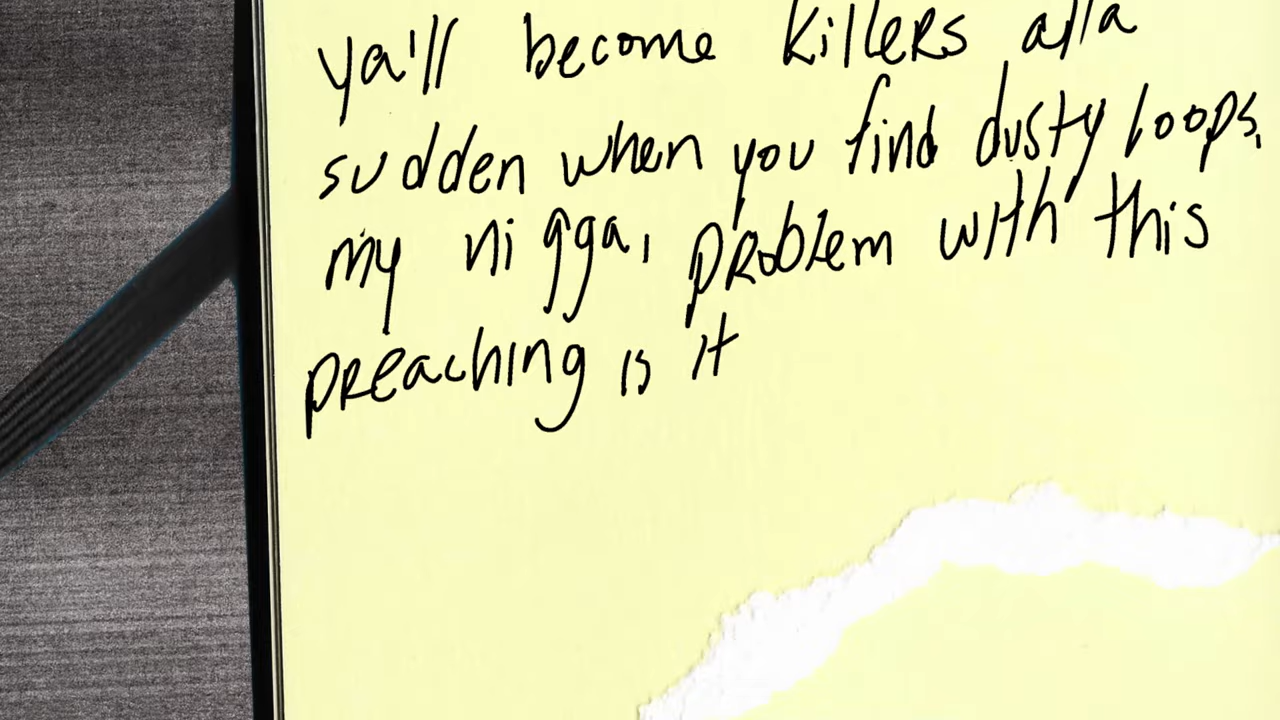 ya'll become killers alla
sudden when you find dusty loops,
my nigga, problem with this
preaching is it